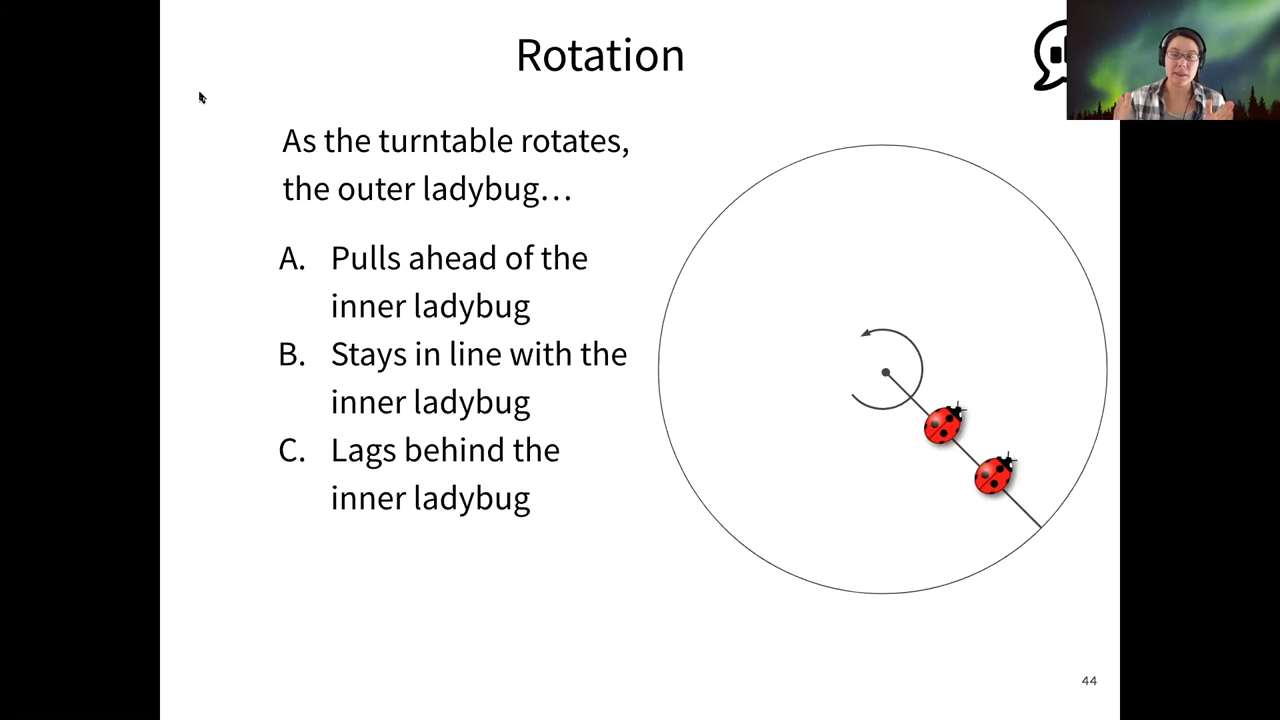 Rotation
As the turntable rotates,
the outer ladybug…
A. Pulls ahead of the
inner ladybug
B. Stays in line with the
inner ladybug
C. Lags behind the
inner ladybug
44